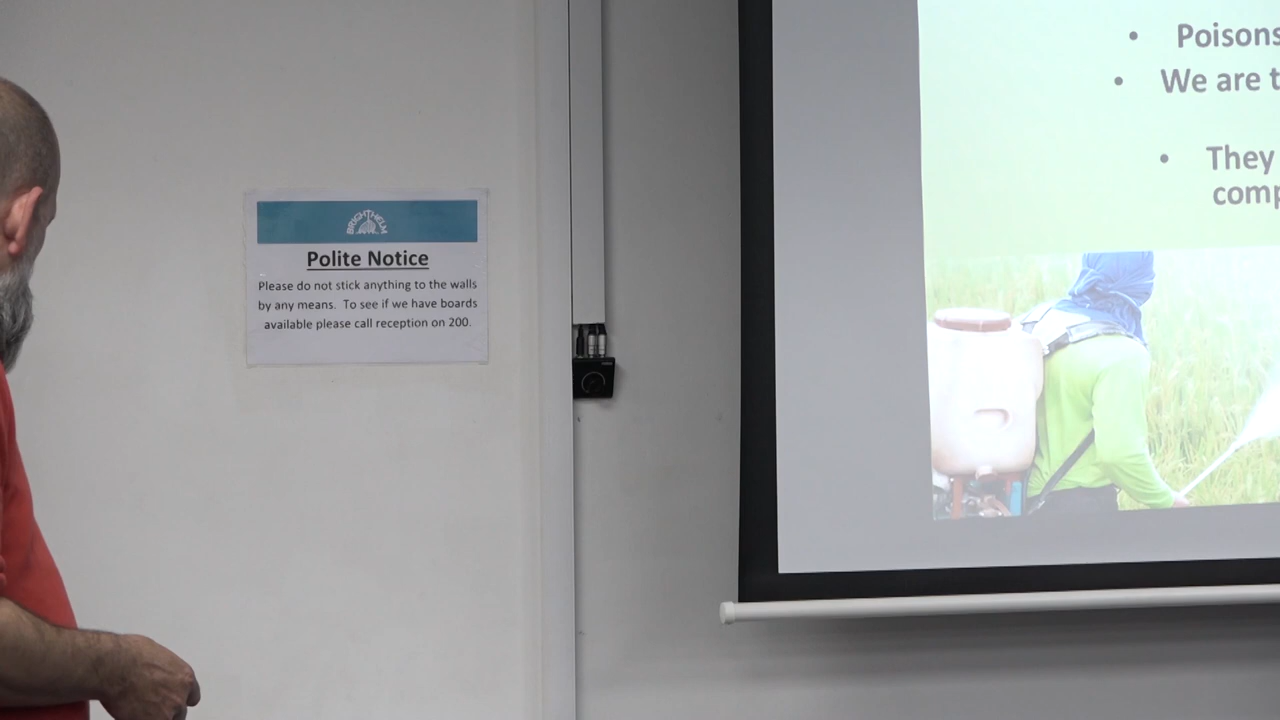 BRIGHTHELM
Polite Notice
Please do not stick anything to the walls
by any means. To see if we have boards
available please call reception on 200.
• Poisons
• We are t
• They
comp